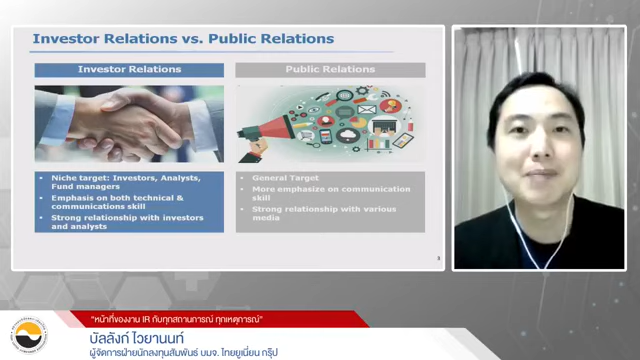 Investor Relations vs. Public Relations
Investor Relations
Niche target: Investors, Analysts,
Fund managers
Emphasis on both technical &
communications skill
Strong relationship with investors
and analysts
Public Relations
General Target
More emphasize on communication
skill
Strong relationship with various
media
8
"หน้าที่ของงาน IR กับทุกสถานการณ์ ทุกเหตุการณ์"
บัลลังก์ ไวยานนท์
ผู้จัดการฝ่ายนักลงทุนสัมพันธ์ บมจ. ไทยยูเนี่ยน กรุ๊ป